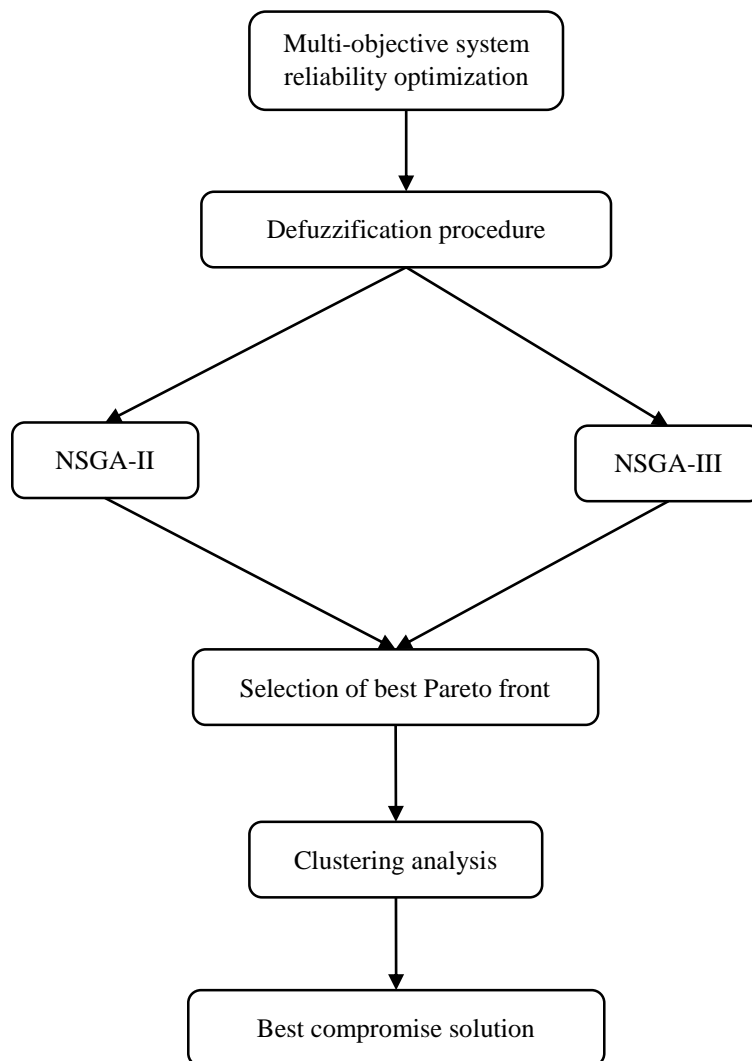 Multi-objective system
reliability optimization
Defuzzification procedure
NSGA-II
NSGA-III
Selection of best Pareto front
Clustering analysis
Best compromise solution